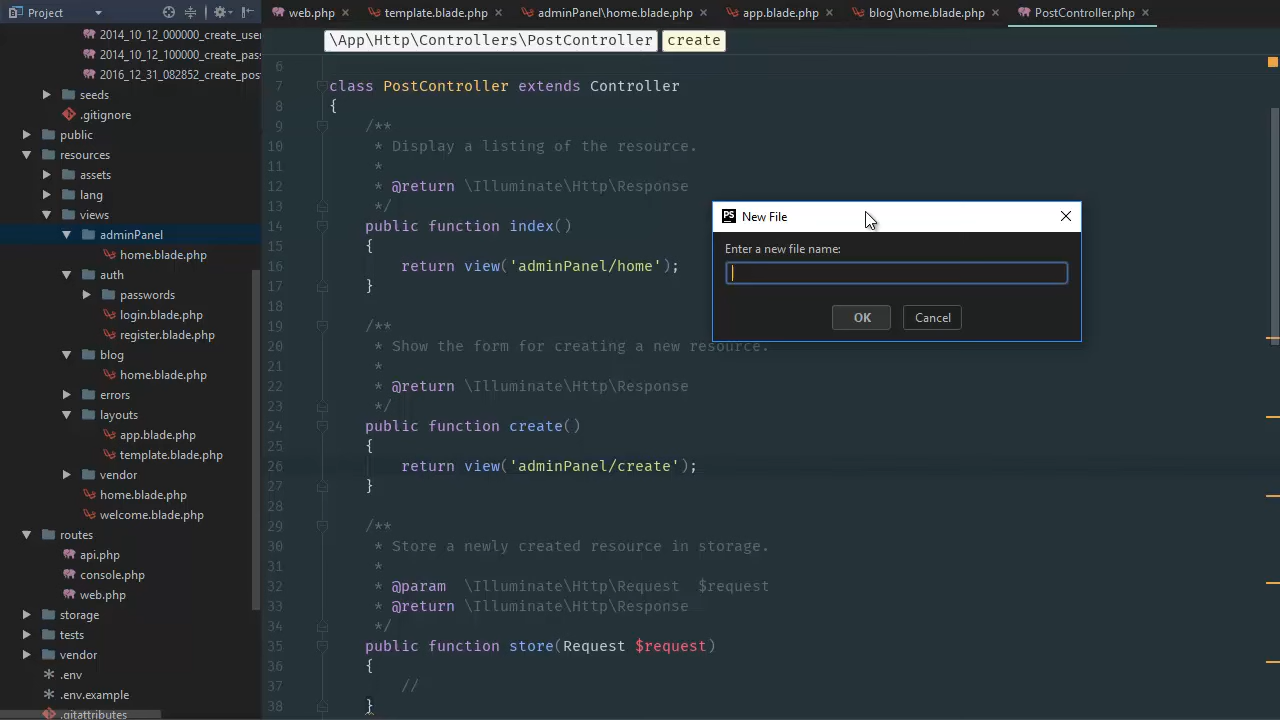 Project
web.php
template.blade.php
adminPanel\home.blade.php
app.blade.php
blog\home.blade.php
PostController.php
\App\Http\Controllers\PostController
create
2014_10_12_000000_create_use
2014_10_12_100000_create_pas
2016_12_31_082852_create_post
seeds
.gitignore
public
resources
assets
lang
views
adminPanel
home.blade.php
auth
passwords
login.blade.php
register.blade.php
blog
home.blade.php
errors
layouts
app.blade.php
template.blade.php
vendor
home.blade.php
welcome.blade.php
routes
api.php
console.php
web.php
storage
tests
vendor
.env
.env.example
.gitattributes
6
7 class PostController extends Controller
8 {
9 /**
10 * Display a listing of the resource.
11 *
12 * @return \Illuminate\Http\Response
13 */
14 public function index()
15 {
16 return view('adminPanel/home');
17 }
18
19 /**
20 * Show the form for creating a new resource.
21 *
22 * @return \Illuminate\Http\Response
23 */
24 public function create()
25 {
26 return view('adminPanel/create');
27 }
28
29 /**
30 * Store a newly created resource in storage.
31 *
32 * @param \Illuminate\Http\Request $request
33 * @return \Illuminate\Http\Response
34 */
35 public function store(Request $request)
36 {
37 //
38 }
PS New File
Enter a new file name:
OK
Cancel